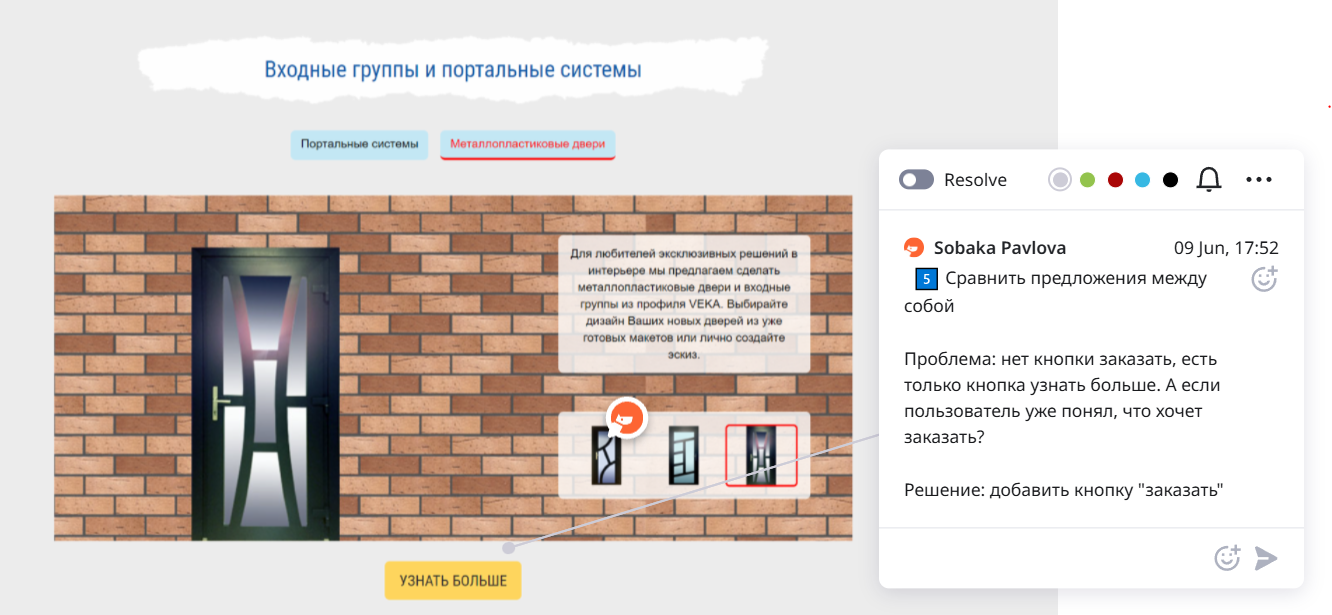 Входные группы и портальные системы
Портальные системы
Металлопластиковые двери
Для любителей эксклюзивных решений в
интерьере мы предлагаем сделать
металлопластиковые двери и входные
группы из профиля VEKA. Выбирайте
дизайн Ваших новых дверей из уже
готовых макетов или лично создайте
эскиз.
УЗНАТЬ БОЛЬШЕ
Resolve
Sobaka Pavlova
09 Jun, 17:52
5 Сравнить предложения между
собой
Проблема: нет кнопки заказать, есть
только кнопка узнать больше. А если
пользователь уже понял, что хочет
заказать?
Решение: добавить кнопку "заказать"